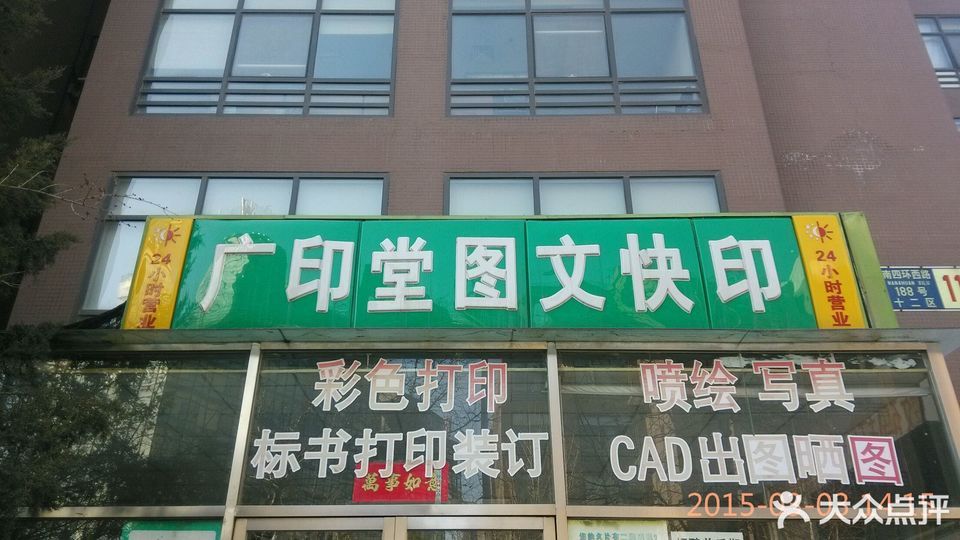 广印堂图文快印
24小时营业
24小时营业
南四环西路
NANSIHUAN XILU
188号
十二区
11
彩色打印
标书打印装订
喷绘 写真
CAD出图晒图
萬事如意
大众点评